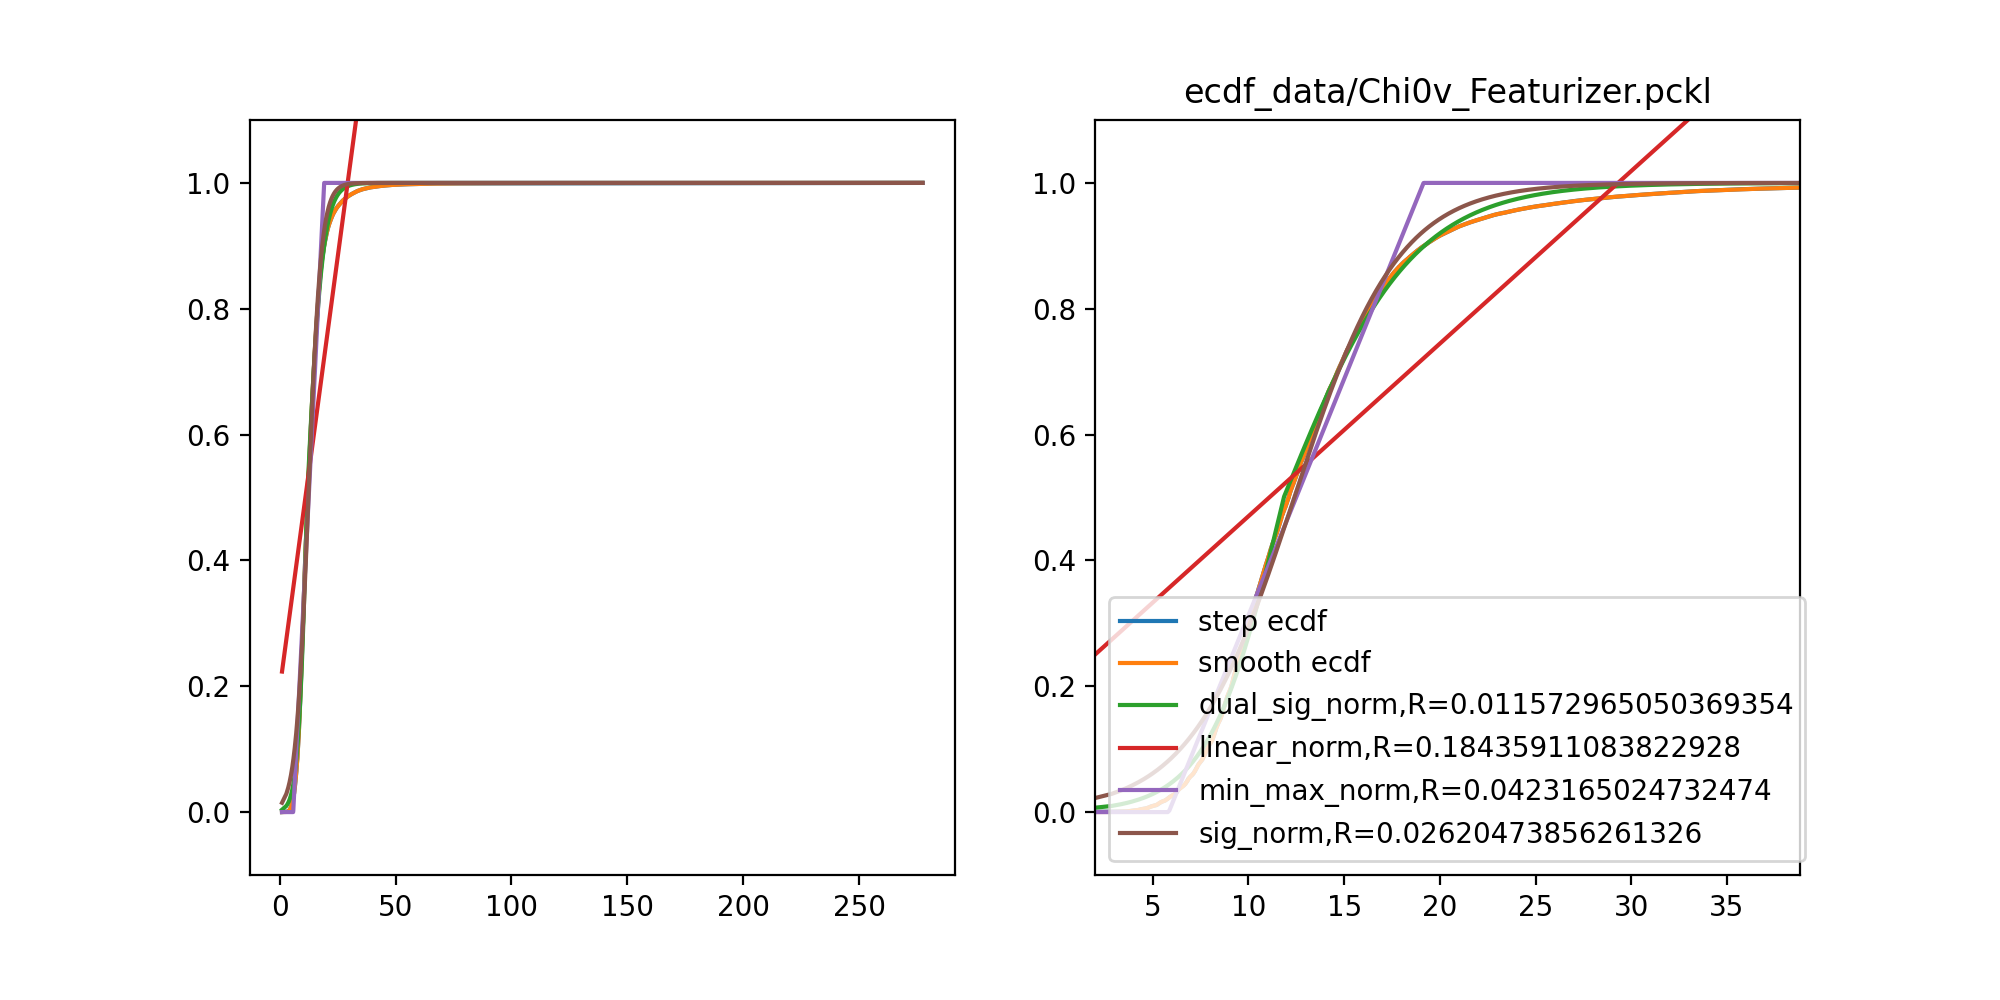 ecdf_data/Chi0v_Featurizer.pckl
1.0
0.8
0.6
0.4
0.2
0.0
0 50 100 150 200 250
1.0
0.8
0.6
0.4
0.2
0.0
step ecdf
smooth ecdf
dual_sig_norm,R=0.011572965050369354
linear_norm,R=0.18435911083822928
min_max_norm,R=0.0423165024732474
sig_norm,R=0.02620473856261326
5 10 15 20 25 30 35